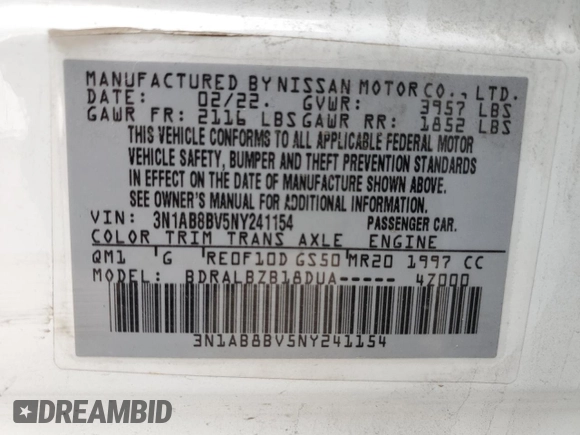 MANUFACTURED BY NISSAN MOTOR CO., LTD.
DATE: 02/22. GVWR: 3957 LBS
GAWR FR: 2116 LBS GAWR RR: 1852 LBS
THIS VEHICLE CONFORMS TO ALL APPLICABLE FEDERAL MOTOR
VEHICLE SAFETY, BUMPER AND THEFT PREVENTION STANDARDS
IN EFFECT ON THE DATE OF MANUFACTURE SHOWN ABOVE.
SEE OWNER'S MANUAL FOR ADDITIONAL INFORMATION.
VIN: 3N1AB8BV5NY241154 PASSENGER CAR.
COLOR TRIM TRANS AXLE ENGINE
QM1 G RE0F10D GS50 MR20 1997 CC
MODEL: BDRALBZB18DUA----- 47000
3N1AB8BV5NY241154
DREAMBID